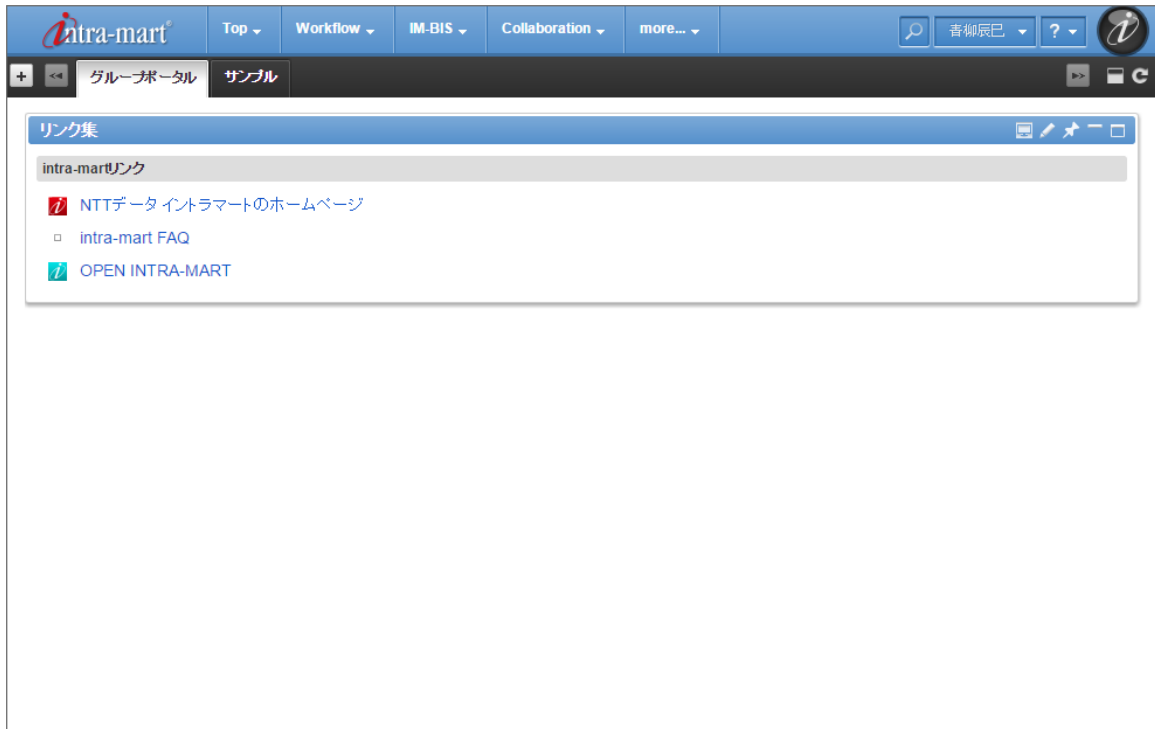 intra-mart® Top Workflow IM-BIS Collaboration more... 青柳辰巳 ?
グループポータル サンプル
リンク集
intra-martリンク
NTTデータ イントラマートのホームページ
intra-mart FAQ
OPEN INTRA-MART